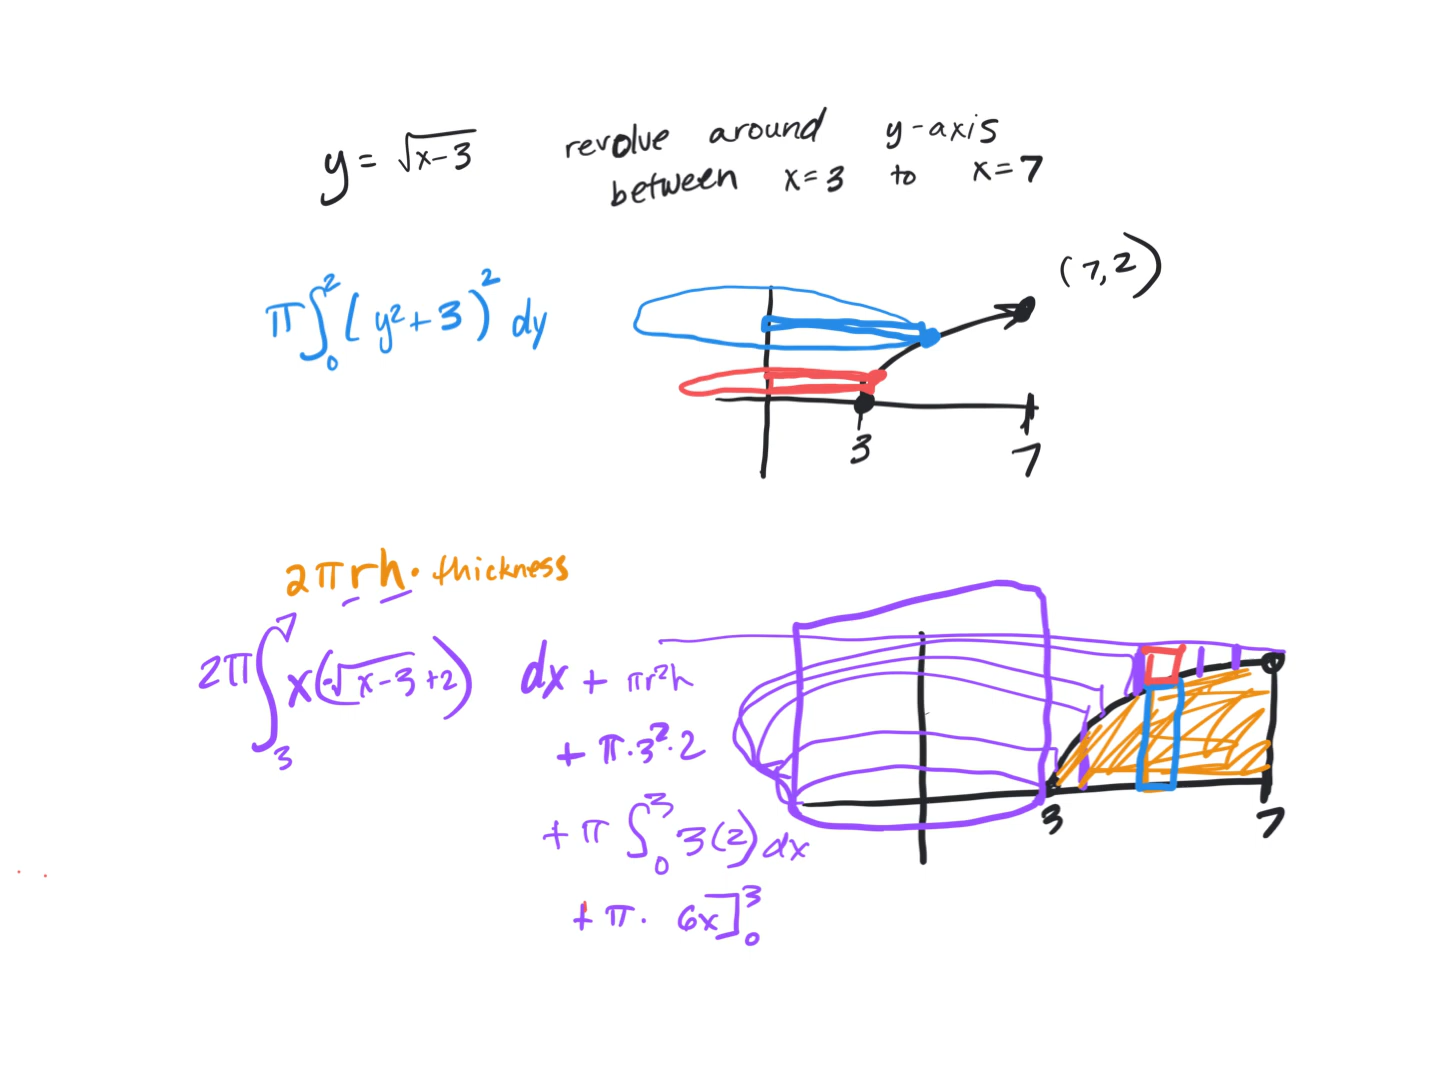 y = √(x-3) revolve around y-axis
between x=3 to x=7
(7,2)
π∫₀² (y²+3)² dy
3
7
2πrh · thickness
2π∫₃⁷ x(-√(x-3)+2) dx + πr²h
+ π·3²·2
+ π ∫₀³ 3(2) dx
+ π · 6x]₀³
3
7